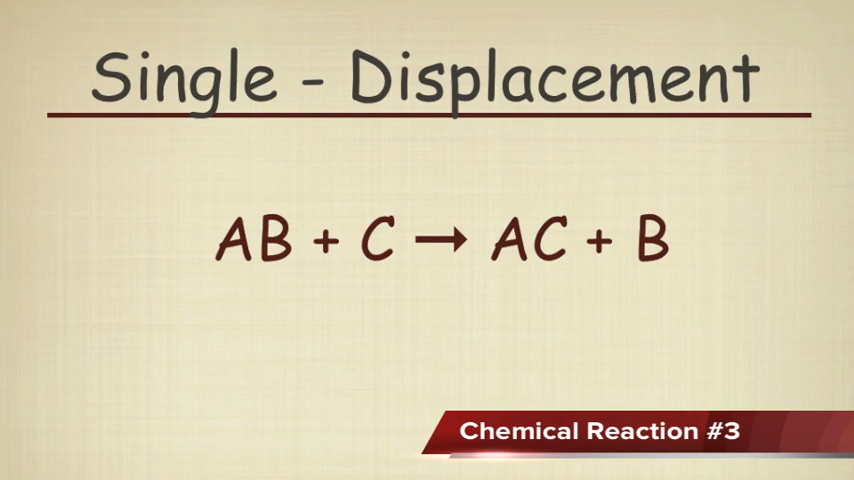 Single - Displacement
AB + C → AC + B
Chemical Reaction #3